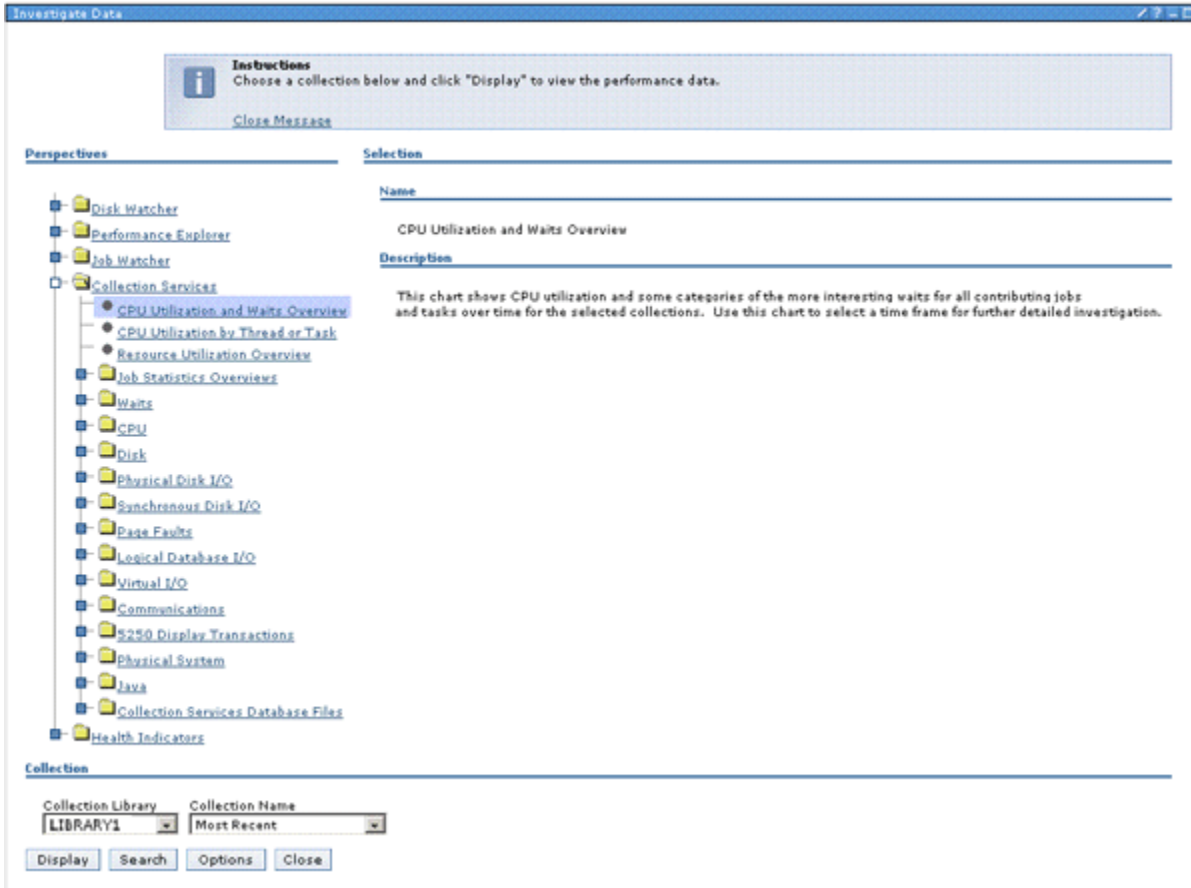 Investigate Data
Instructions
Choose a collection below and click "Display" to view the performance data.
Close Message
Perspectives
Disk Watcher
Performance Explorer
Job Watcher
Collection Services
CPU Utilization and Waits Overview
CPU Utilization by Thread or Task
Resource Utilization Overview
Job Statistics Overviews
Waits
CPU
Disk
Physical Disk I/O
Synchronous Disk I/O
Page Faults
Logical Database I/O
Virtual I/O
Communications
5250 Display Transactions
Physical System
Java
Collection Services Database Files
Health Indicators
Selection
Name
CPU Utilization and Waits Overview
Description
This chart shows CPU utilization and some categories of the more interesting waits for all contributing jobs
and tasks over time for the selected collections. Use this chart to select a time frame for further detailed investigation.
Collection
Collection Library Collection Name
LIBRARY1 Most Recent
Display Search Options Close